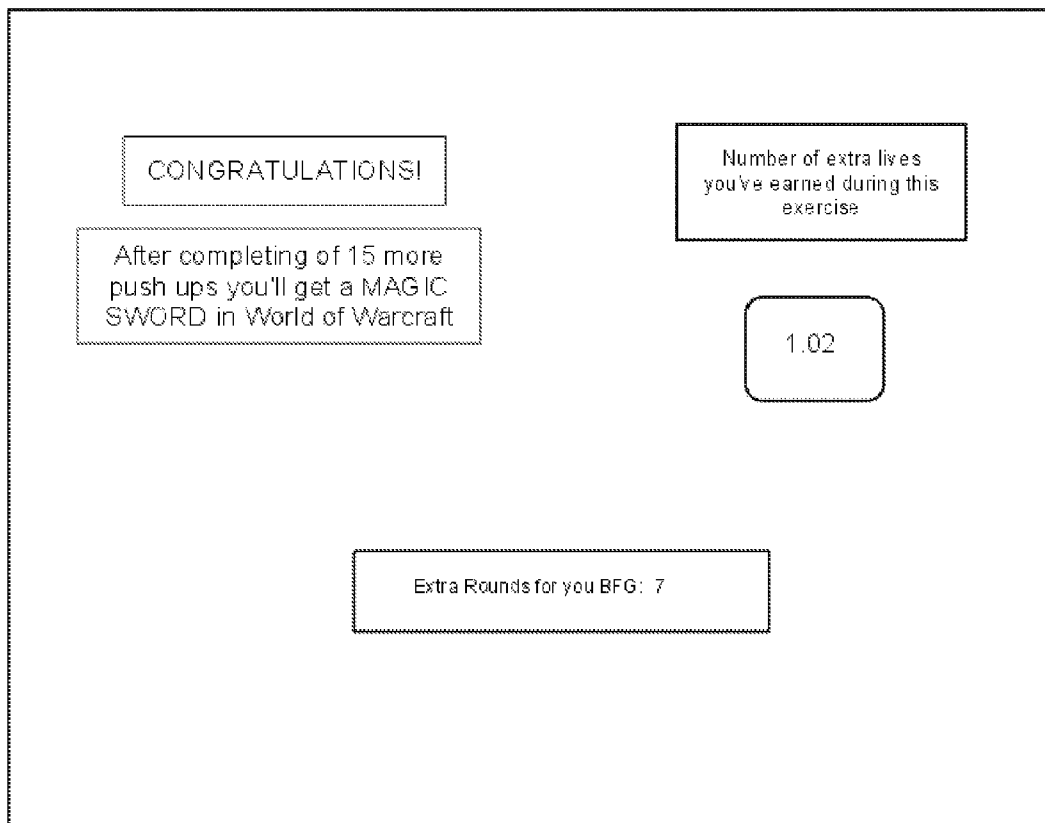 CONGRATULATIONS!
After completing of 15 more
push ups you'll get a MAGIC
SWORD in World of Warcraft
Number of extra lives
you've earned during this
exercise
1.02
Extra Rounds for you BFG: 7